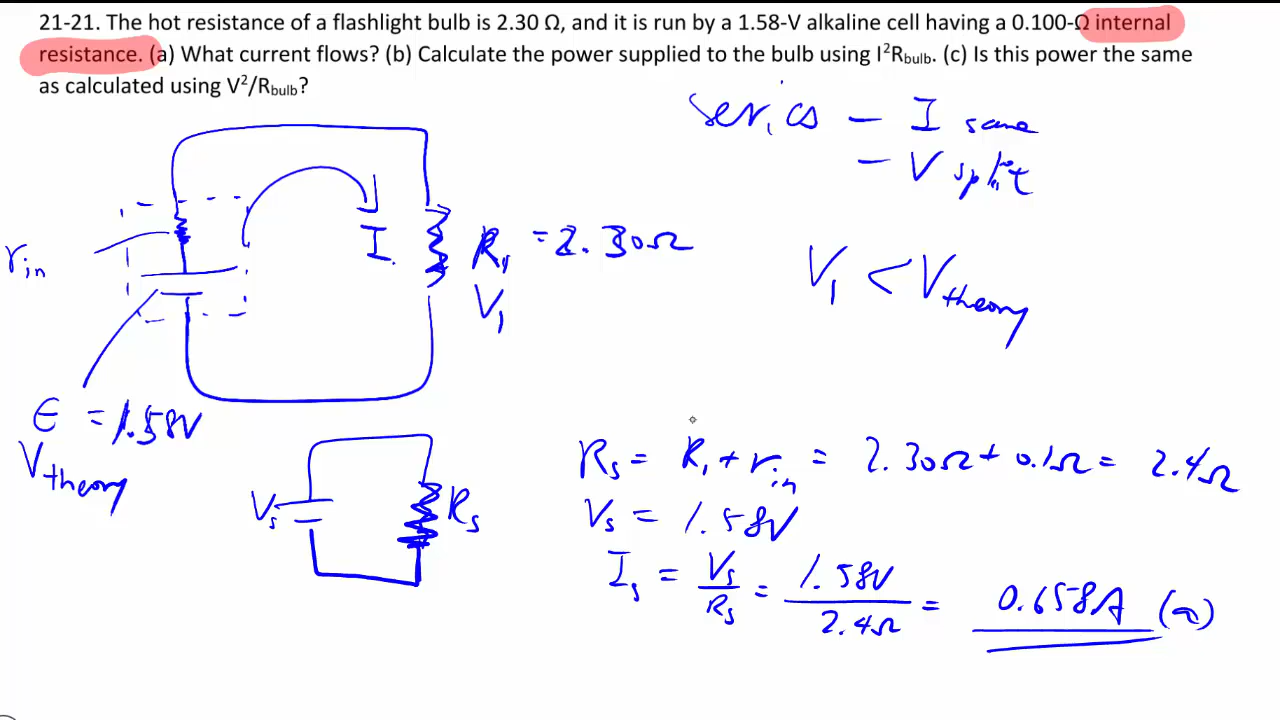 21-21. The hot resistance of a flashlight bulb is 2.30 Ω, and it is run by a 1.58-V alkaline cell having a 0.100-Ω internal
resistance. (a) What current flows? (b) Calculate the power supplied to the bulb using I²Rbulb. (c) Is this power the same
as calculated using V²/Rbulb?
series – I same
– V split
rin
I
R1 = 2.30Ω
V1
V1 < Vtheory
ϵ = 1.58V
Vtheory
Vs
Rs
Rs = R1 + rin = 2.30Ω + 0.1Ω = 2.4Ω
Vs = 1.58V
Is = Vs/Rs = 1.58V/2.4Ω = 0.658A (a)